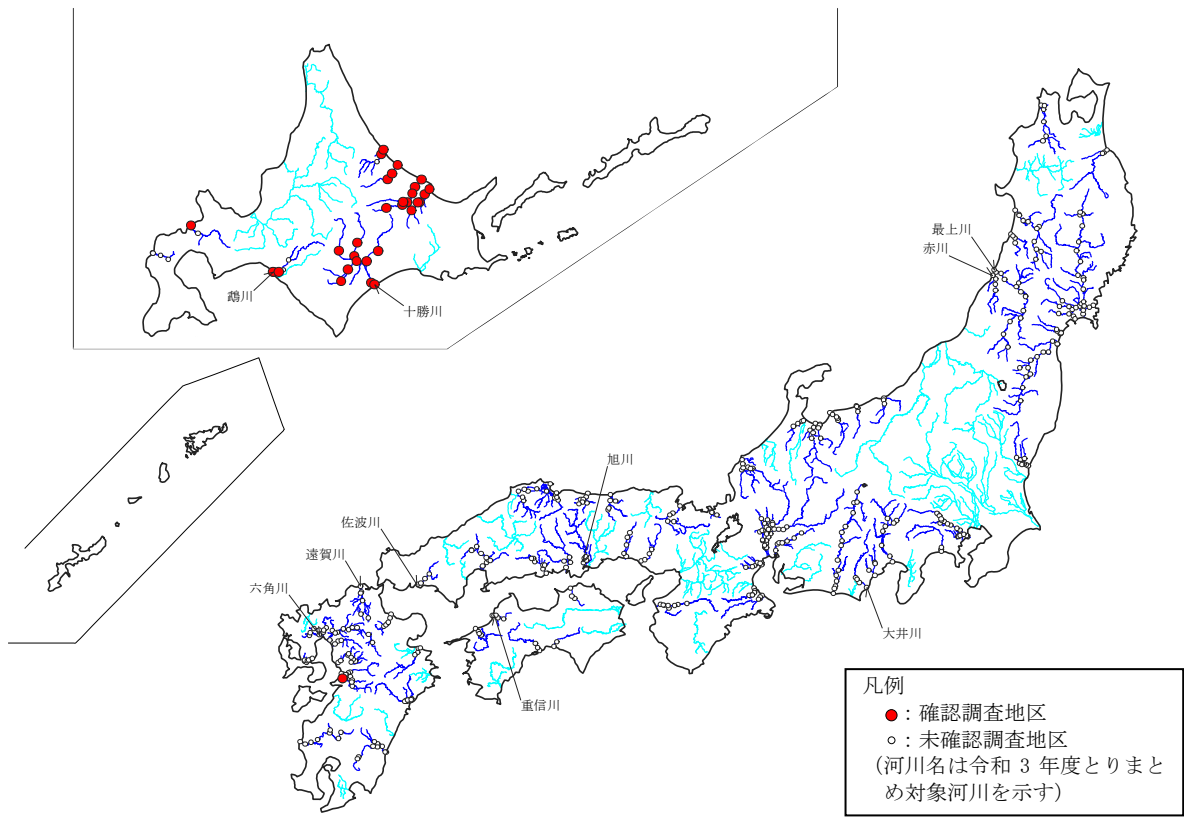 最上川
赤川
鵡川
十勝川
旭川
佐波川
遠賀川
六角川
大井川
重信川
凡例
：確認調査地区
：未確認調査地区
（河川名は令和 3 年度とりまと
め対象河川を示す）